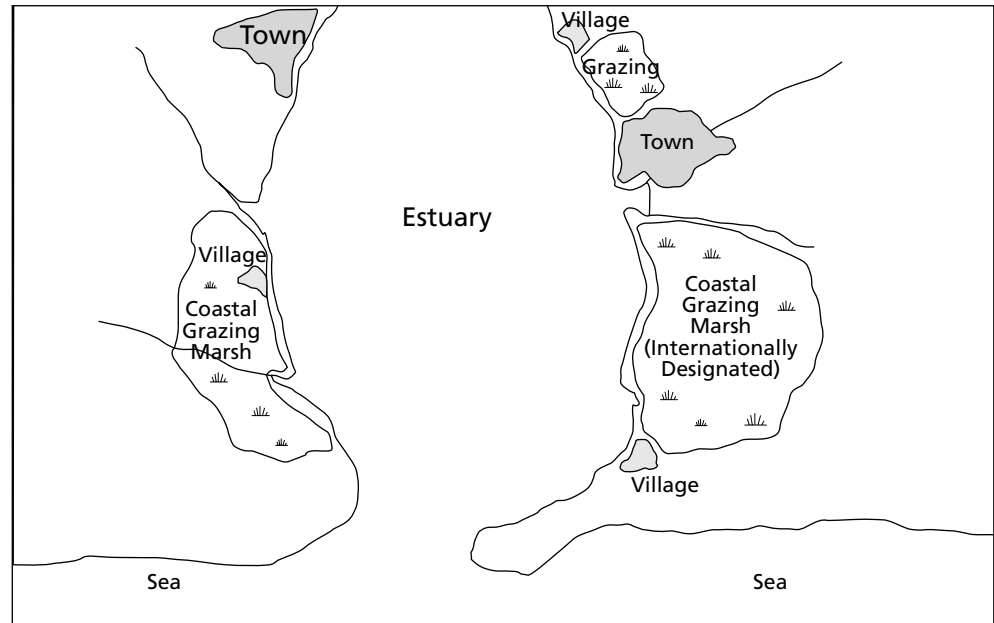 Village
Town
Grazing
Town
Estuary
Village
Coastal
Grazing
Marsh
Coastal
Grazing
Marsh
(Internationally
Designated)
Village
Sea
Sea